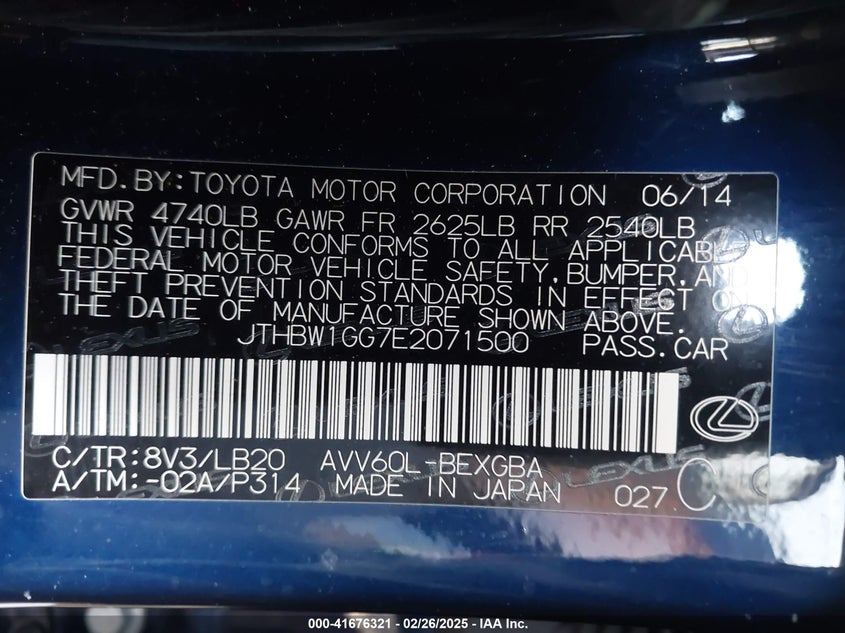 MFD.BY:TOYOTA MOTOR CORPORATION 06/14
GVWR 4740LB GAWR FR 2625LB RR 2540LB
THIS VEHICLE CONFORMS TO ALL APPLICABLE
FEDERAL MOTOR VEHICLE SAFETY,BUMPER,AND
THEFT PREVENTION STANDARDS IN EFFECT ON
THE DATE OF MANUFACTURE SHOWN ABOVE.
JTHBW1GG7E2071500 PASS.CAR
C/TR:8V3/LB20 AVV60L-BEXGBA
A/TM:-02A/P314 MADE IN JAPAN 027 C
LEXUS
000-41676321 / 02/26/2025 - IAA Inc.